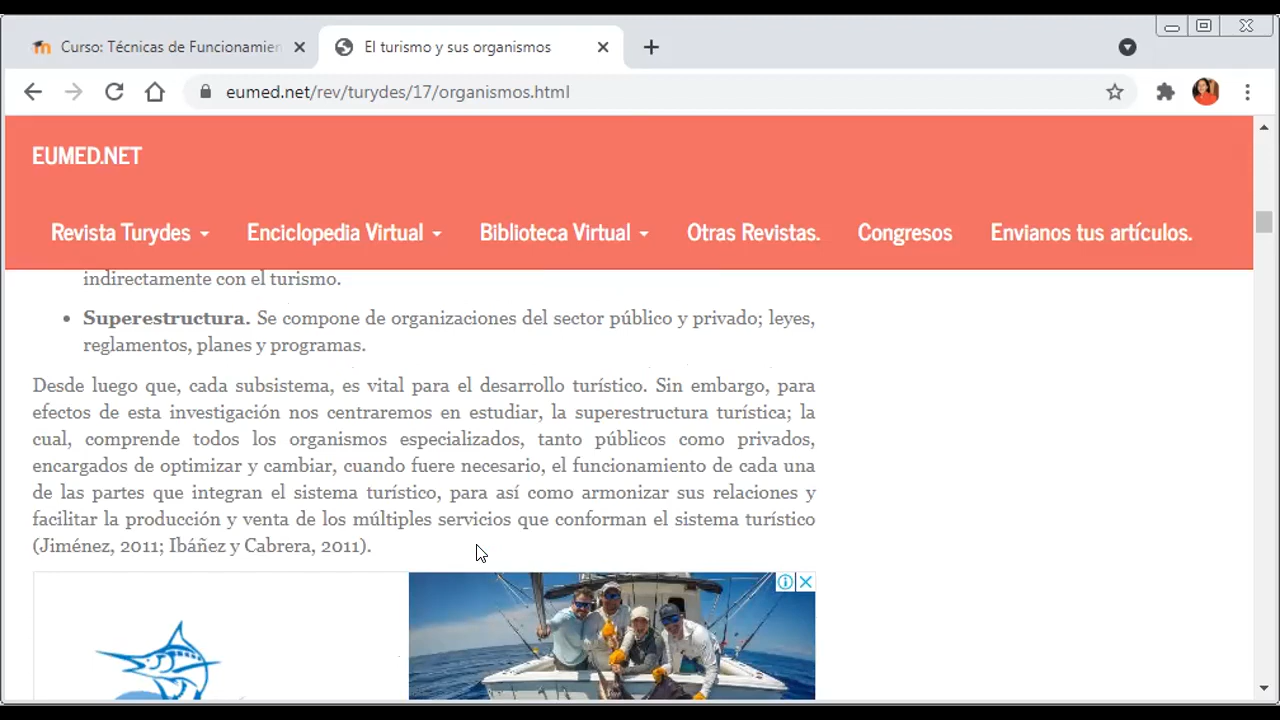 Curso: Técnicas de Funcionamien
El turismo y sus organismos
eumed.net/rev/turydes/17/organismos.html
EUMED.NET
Revista Turydes
Enciclopedia Virtual
Biblioteca Virtual
Otras Revistas.
Congresos
Envianos tus artículos.
indirectamente con el turismo.
• Superestructura. Se compone de organizaciones del sector público y privado; leyes,
reglamentos, planes y programas.
Desde luego que, cada subsistema, es vital para el desarrollo turístico. Sin embargo, para
efectos de esta investigación nos centraremos en estudiar, la superestructura turística; la
cual, comprende todos los organismos especializados, tanto públicos como privados,
encargados de optimizar y cambiar, cuando fuere necesario, el funcionamiento de cada una
de las partes que integran el sistema turístico, para así como armonizar sus relaciones y
facilitar la producción y venta de los múltiples servicios que conforman el sistema turístico
(Jiménez, 2011; Ibáñez y Cabrera, 2011).